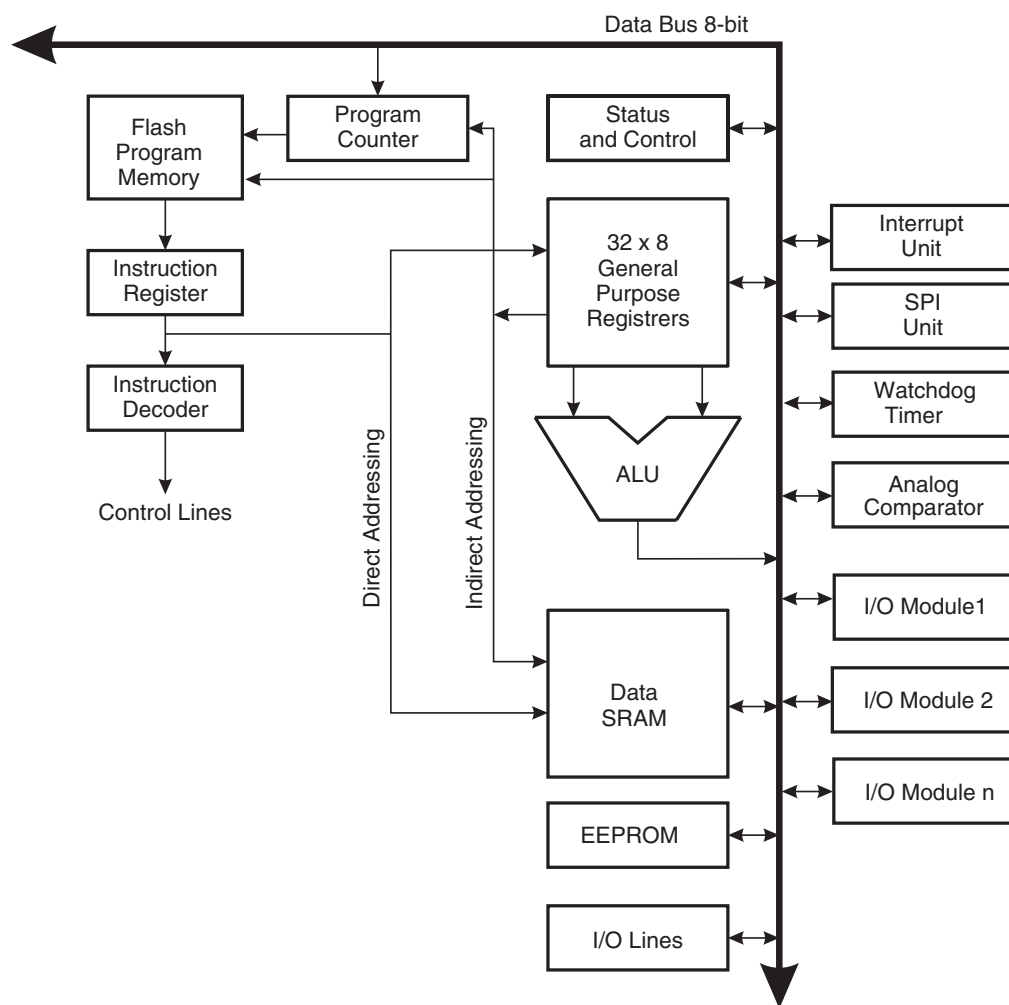 Data Bus 8-bit
Flash
Program
Memory
Program
Counter
Status
and Control
Instruction
Register
32 x 8
General
Purpose
Registrers
Interrupt
Unit
SPI
Unit
Instruction
Decoder
Watchdog
Timer
Control Lines
Direct Addressing
Indirect Addressing
ALU
Analog
Comparator
I/O Module1
Data
SRAM
I/O Module 2
I/O Module n
EEPROM
I/O Lines